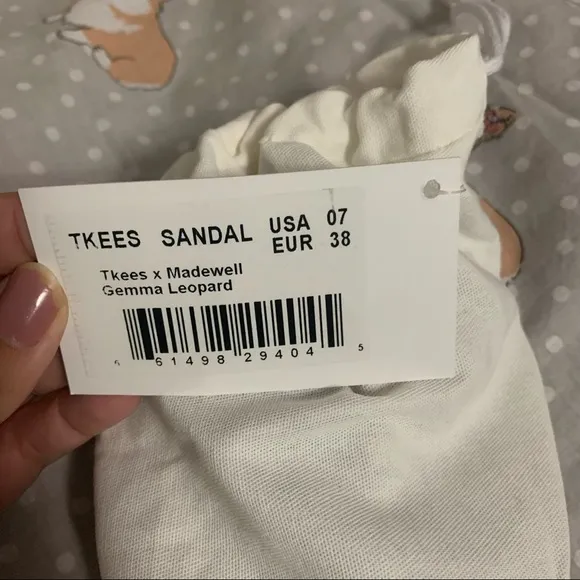 TKEES SANDAL USA 07
EUR 38
Tkees x Madewell
Gemma Leopard
6 61498 29404 5